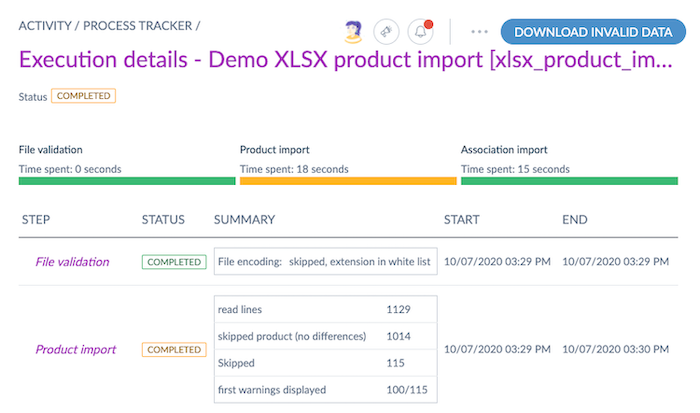 ACTIVITY / PROCESS TRACKER /
DOWNLOAD INVALID DATA
Execution details - Demo XLSX product import [xlsx_product_im...
Status COMPLETED
File validation Product import Association import
Time spent: 0 seconds Time spent: 18 seconds Time spent: 15 seconds
STEP STATUS SUMMARY START END
File validation COMPLETED File encoding: skipped, extension in white list 10/07/2020 03:29 PM 10/07/2020 03:29 PM
read lines 1129
skipped product (no differences) 1014
Product import COMPLETED 10/07/2020 03:29 PM 10/07/2020 03:30 PM
Skipped 115
first warnings displayed 100/115